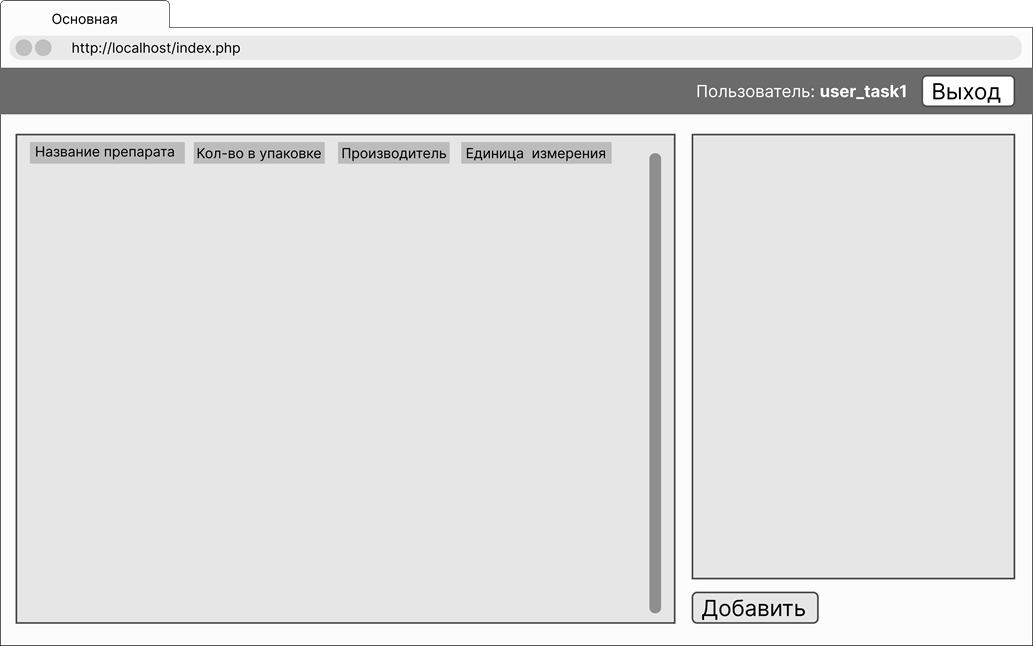 Основная
http://localhost/index.php
Пользователь: user_task1 Выход
Название препарата Кол-во в упаковке Производитель Единица измерения
Добавить